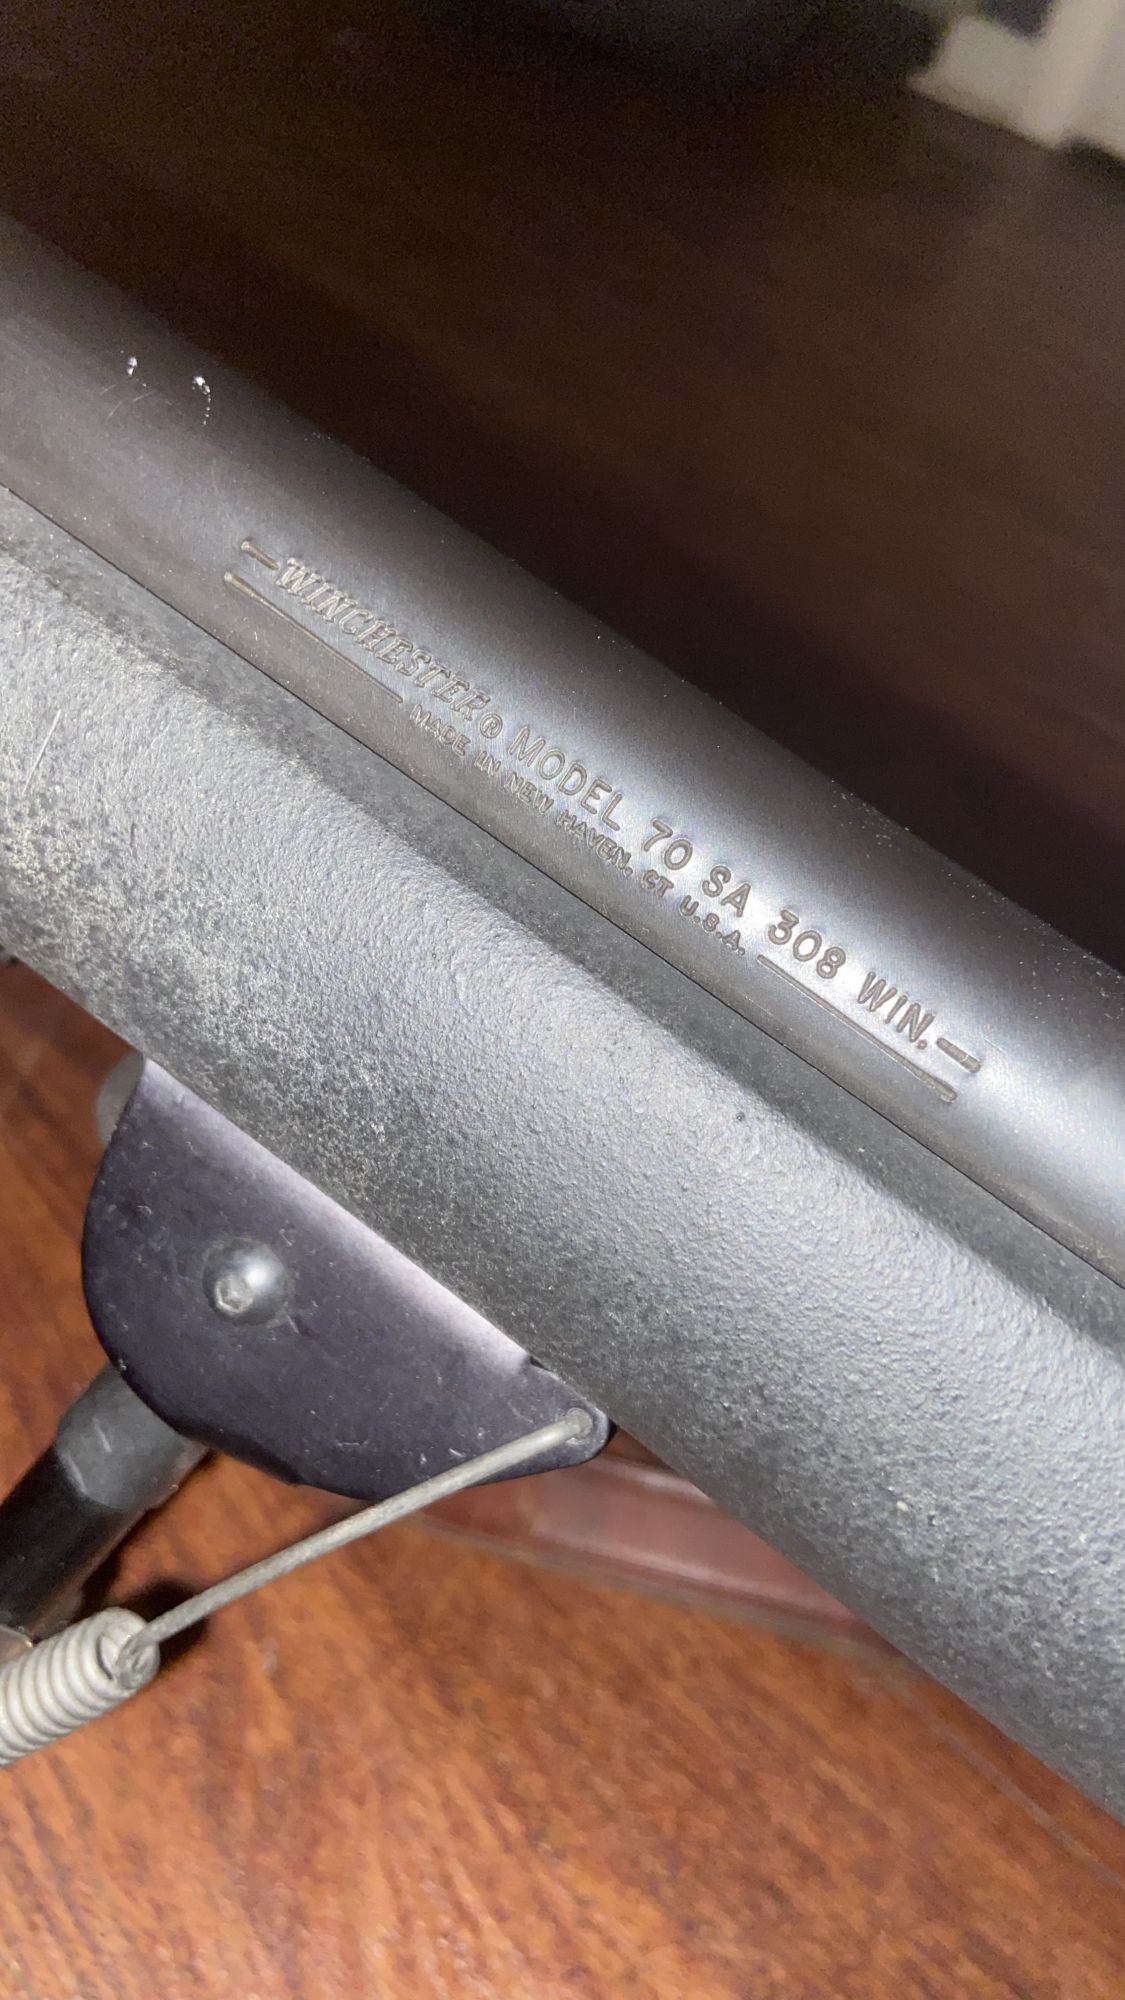 WINCHESTER® MODEL 70 SA 308 WIN.
MADE IN NEW HAVEN, CT U.S.A.